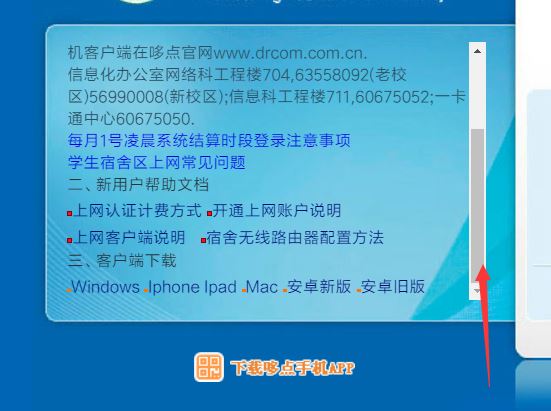 机客户端在哆点官网www.drcom.com.cn.
信息化办公室网络科工程楼704,63558092(老校
区)56990008(新校区);信息科工程楼711,60675052;一卡
通中心60675050.
每月1号凌晨系统结算时段登录注意事项
学生宿舍区上网常见问题
二、新用户帮助文档
上网认证计费方式 开通上网账户说明
上网客户端说明 宿舍无线路由器配置方法
三、客户端下载
Windows Iphone Ipad Mac 安卓新版 安卓旧版
下载哆点手机APP